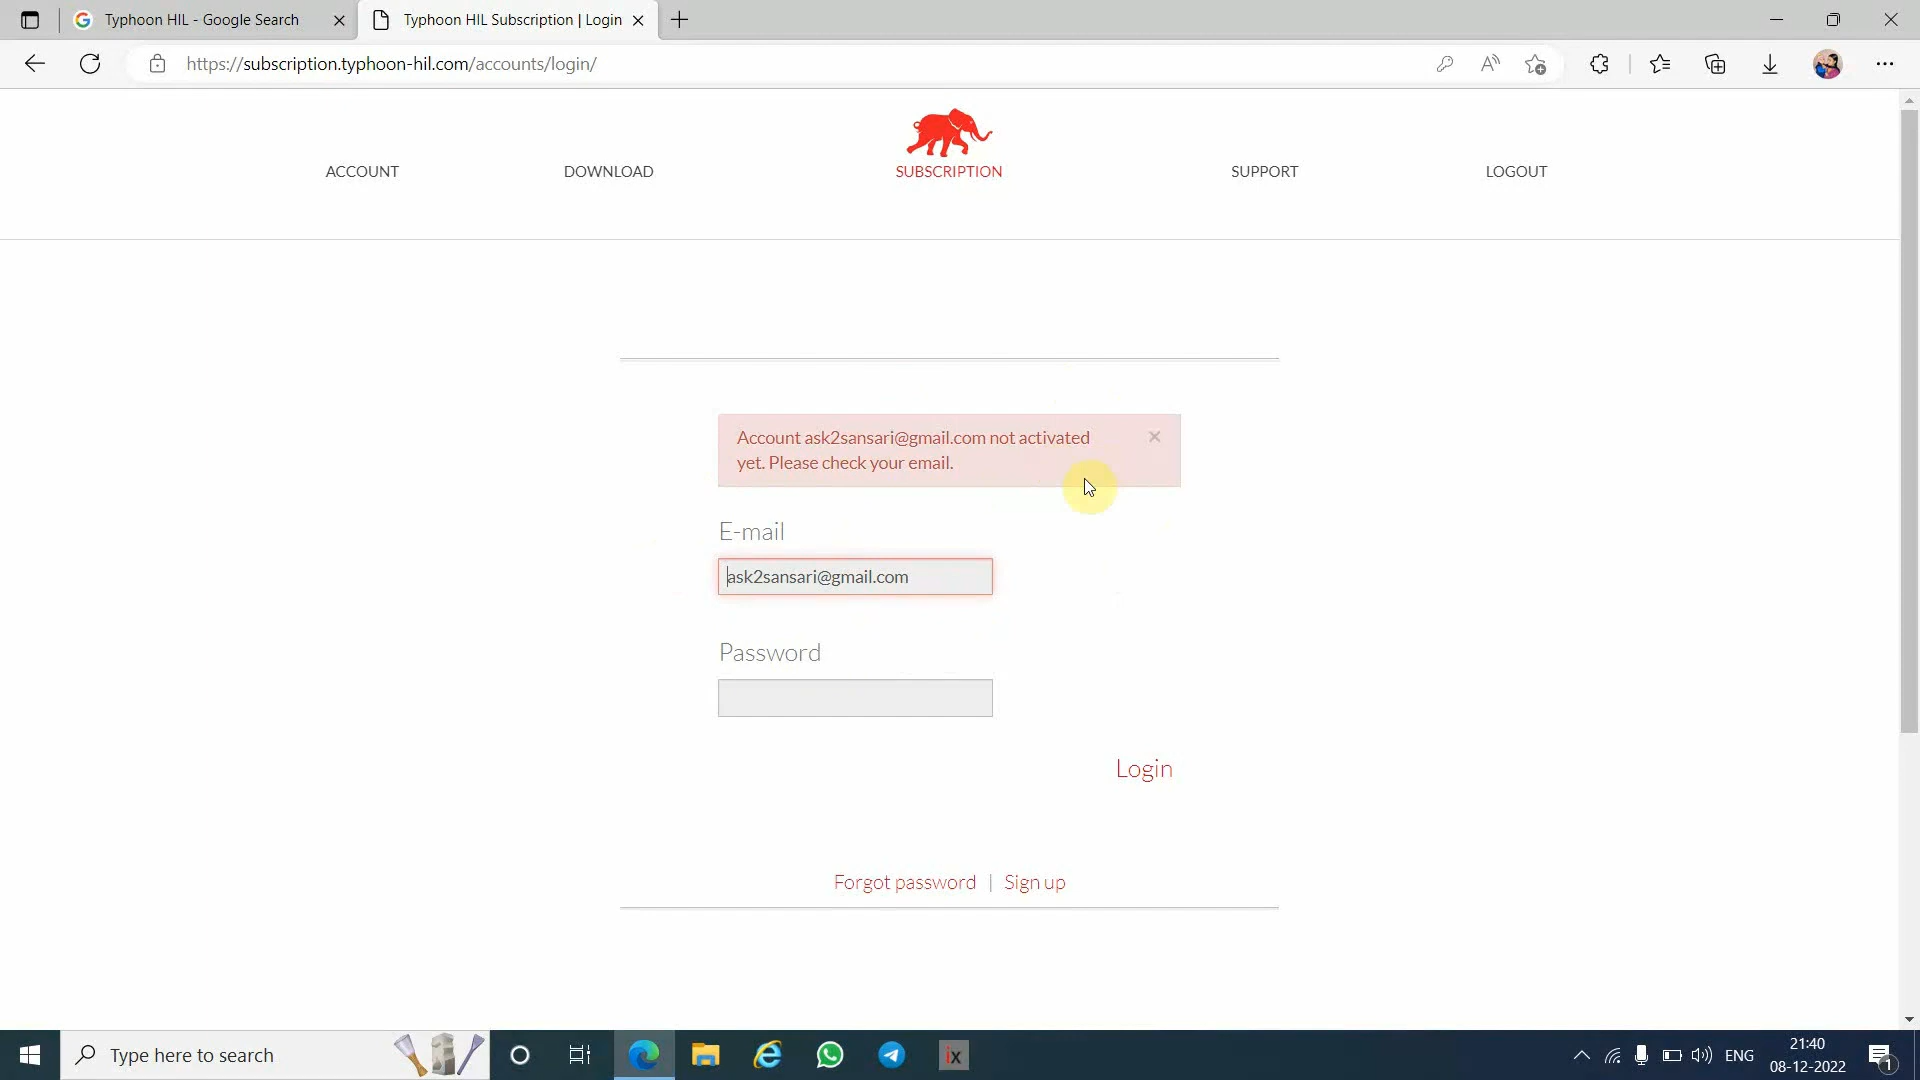 Typhoon HIL - Google Search
Typhoon HIL Subscription | Login
https://subscription.typhoon-hil.com/accounts/login/
ACCOUNT
DOWNLOAD
SUBSCRIPTION
SUPPORT
LOGOUT
Account ask2sansari@gmail.com not activated
yet. Please check your email.
E-mail
ask2sansari@gmail.com
Password
Login
Forgot password | Sign up
Type here to search
ix
ENG
21:40
08-12-2022
1